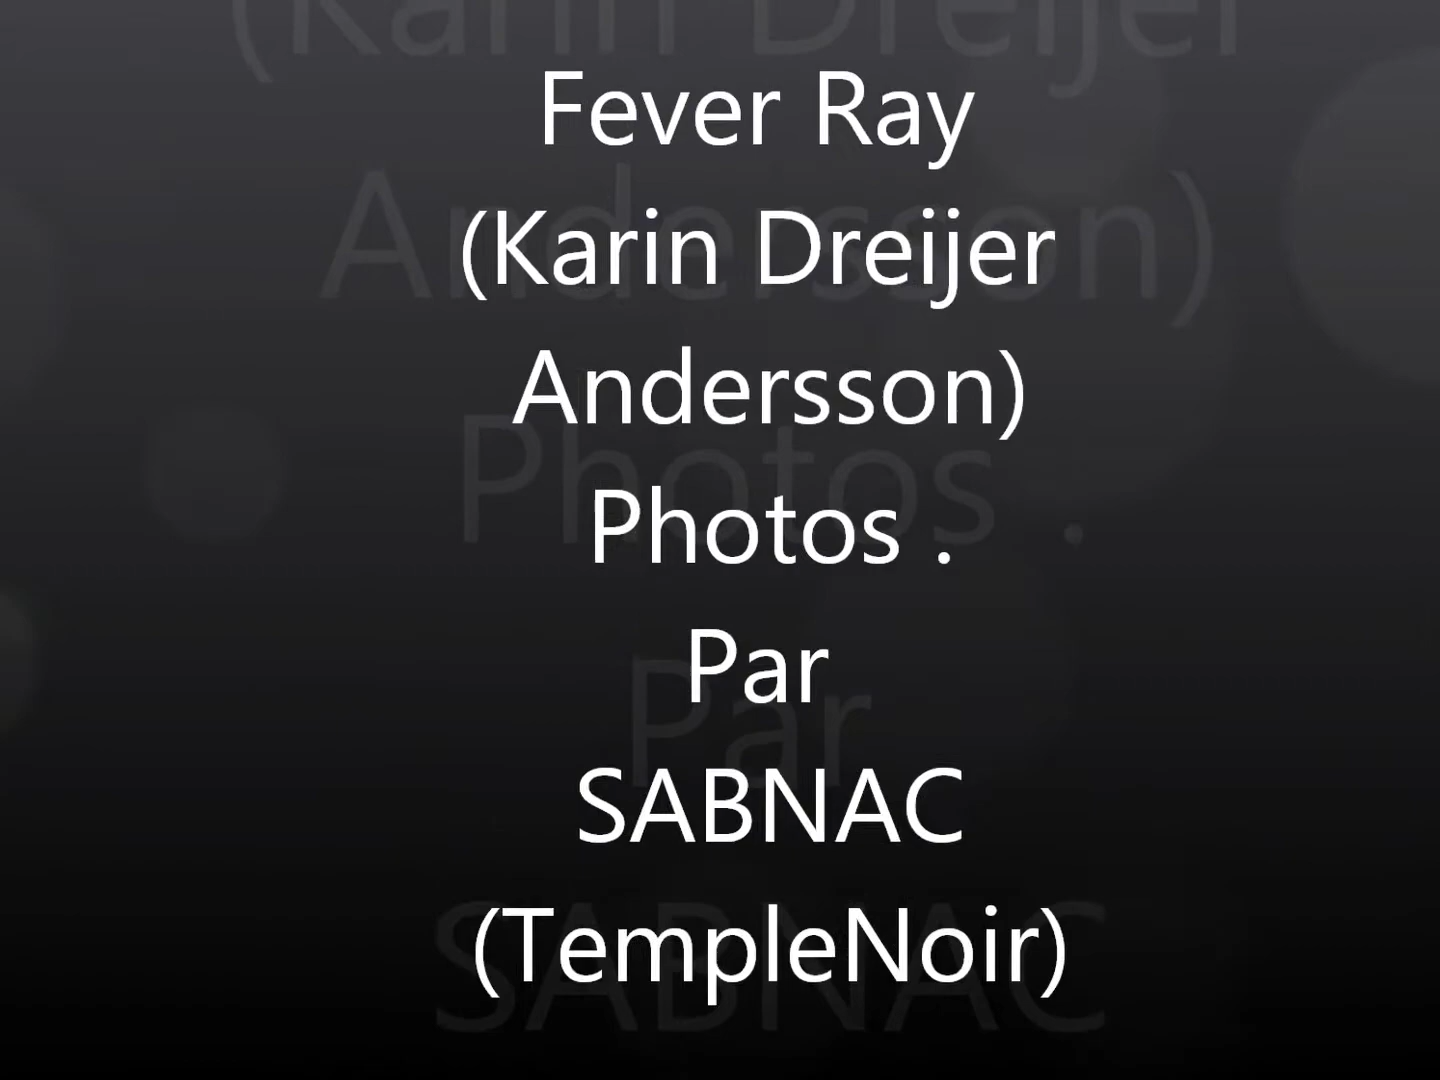 Fever Ray
(Karin Dreijer
Andersson)
Photos .
Par
SABNAC
(TempleNoir)